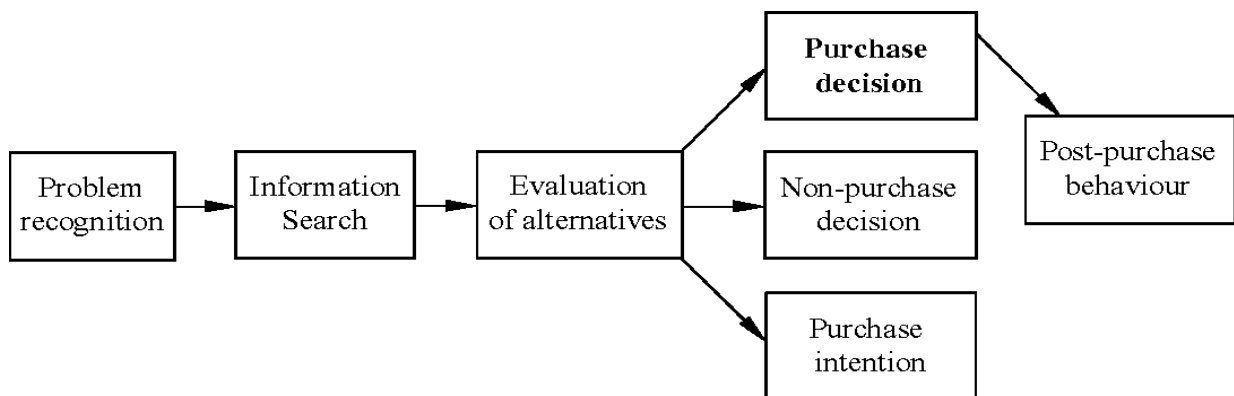 Problem
recognition
Information
Search
Evaluation
of alternatives
Purchase
decision
Non-purchase
decision
Purchase
intention
Post-purchase
behaviour